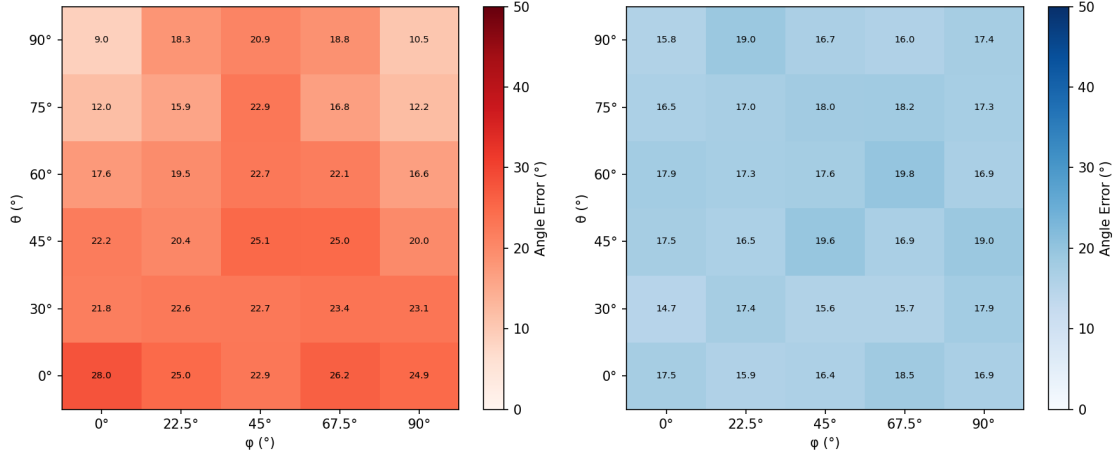 90° 9.0 18.3 20.9 18.8 10.5
75° 12.0 15.9 22.9 16.8 12.2
60° 17.6 19.5 22.7 22.1 16.6
45° 22.2 20.4 25.1 25.0 20.0
30° 21.8 22.6 22.7 23.4 23.1
0° 28.0 25.0 22.9 26.2 24.9
0° 22.5° 45° 67.5° 90°
φ (°)
θ (°)
50
40
30
20
10
0
Angle Error (°)
90° 15.8 19.0 16.7 16.0 17.4
75° 16.5 17.0 18.0 18.2 17.3
60° 17.9 17.3 17.6 19.8 16.9
45° 17.5 16.5 19.6 16.9 19.0
30° 14.7 17.4 15.6 15.7 17.9
0° 17.5 15.9 16.4 18.5 16.9
0° 22.5° 45° 67.5° 90°
φ (°)
θ (°)
50
40
30
20
10
0
Angle Error (°)